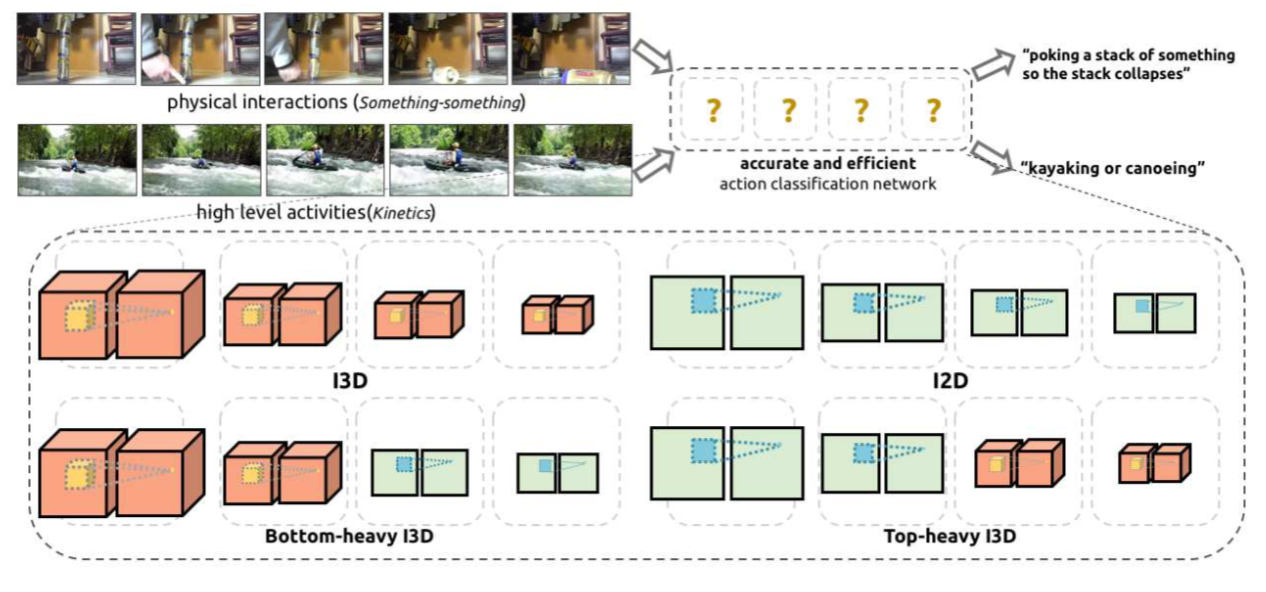 physical interactions (Something-something)
high level activities(Kinetics)
? ? ? ?
accurate and efficient
action classification network
“poking a stack of something
so the stack collapses”
“kayaking or canoeing”
I3D
I2D
Bottom-heavy I3D
Top-heavy I3D